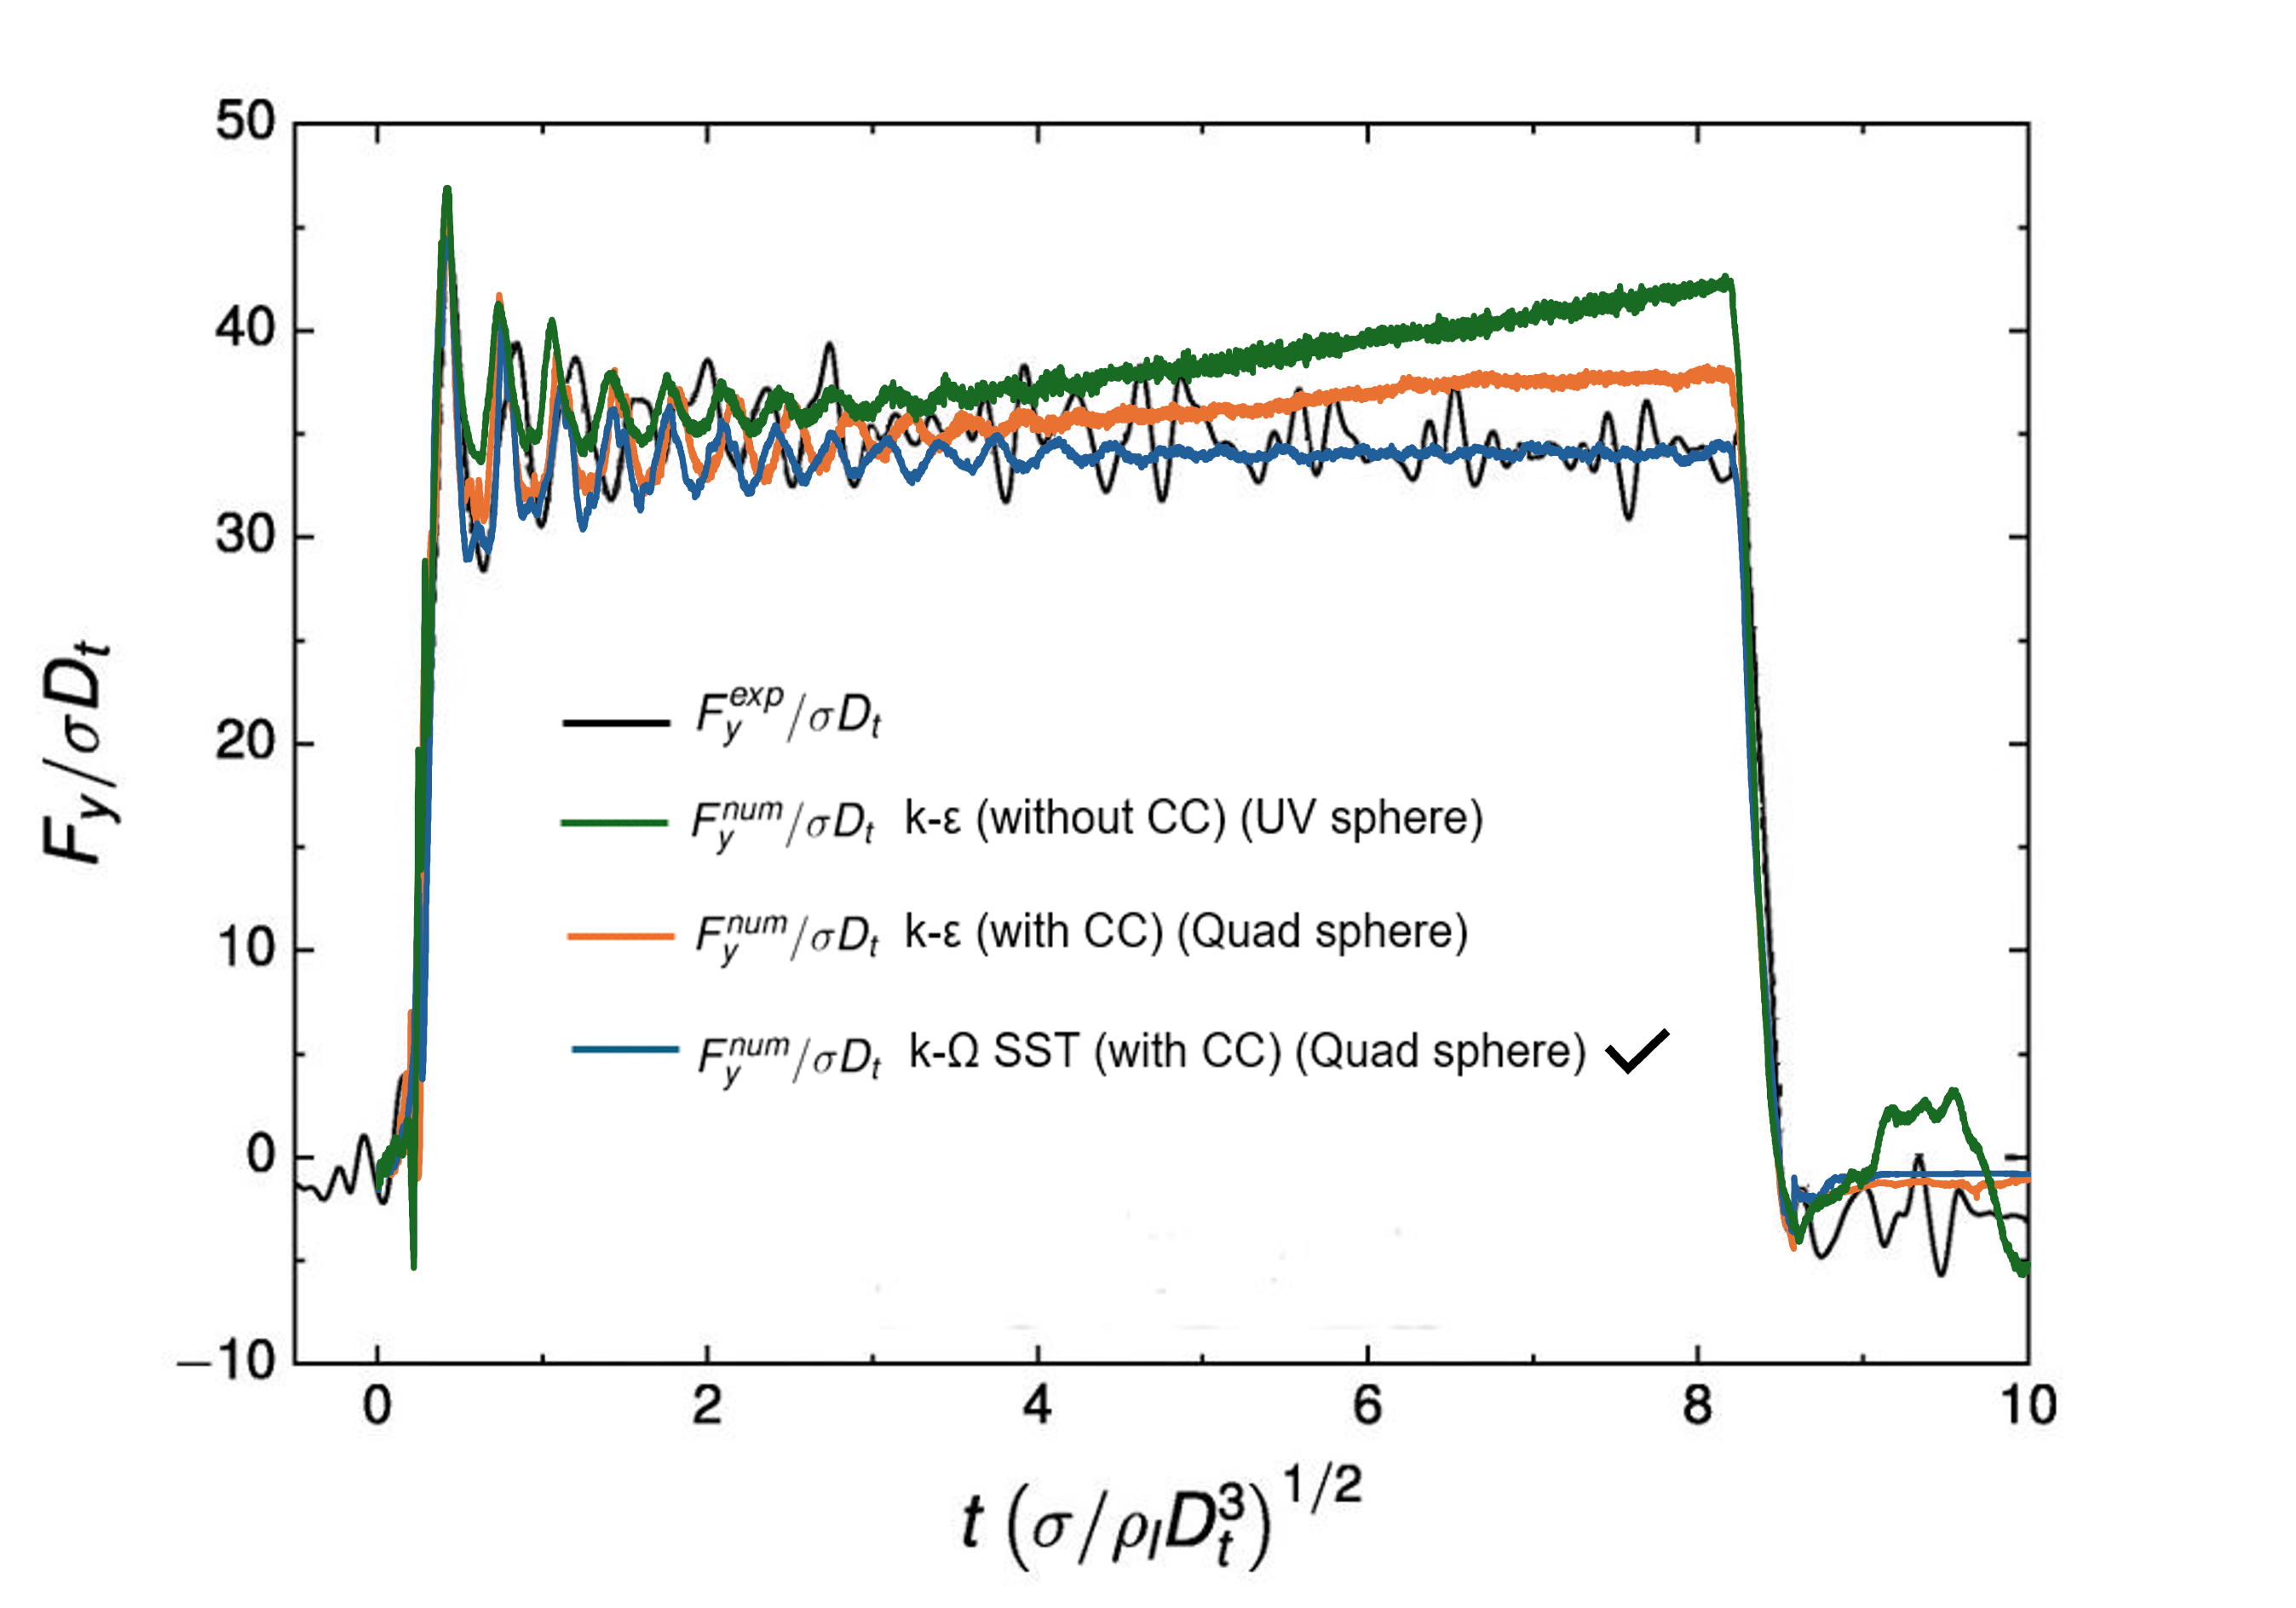 50
40
30
20
10
0
−10
F_y/σD_t
F_y^exp/σD_t
F_y^num/σD_t k-ε (without CC) (UV sphere)
F_y^num/σD_t k-ε (with CC) (Quad sphere)
F_y^num/σD_t k-Ω SST (with CC) (Quad sphere) ✓
0 2 4 6 8 10
t (σ/ρ_l D_t^3)^1/2